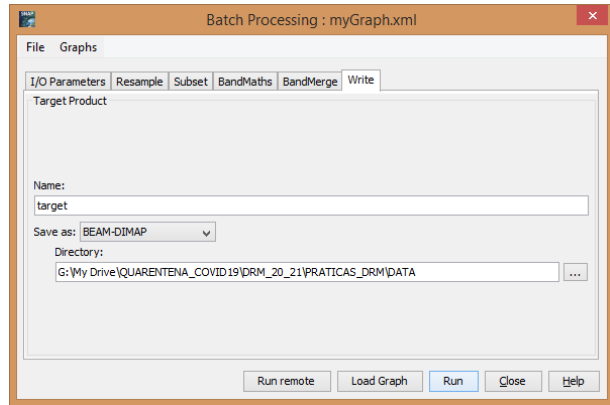 Batch Processing : myGraph.xml
File Graphs
I/O Parameters Resample Subset BandMaths BandMerge Write
Target Product
Name:
target
Save as: BEAM-DIMAP
Directory:
G:\My Drive\QUARENTENA_COVID19\DRM_20_21\PRATICAS_DRM\DATA
...
Run remote Load Graph Run Close Help